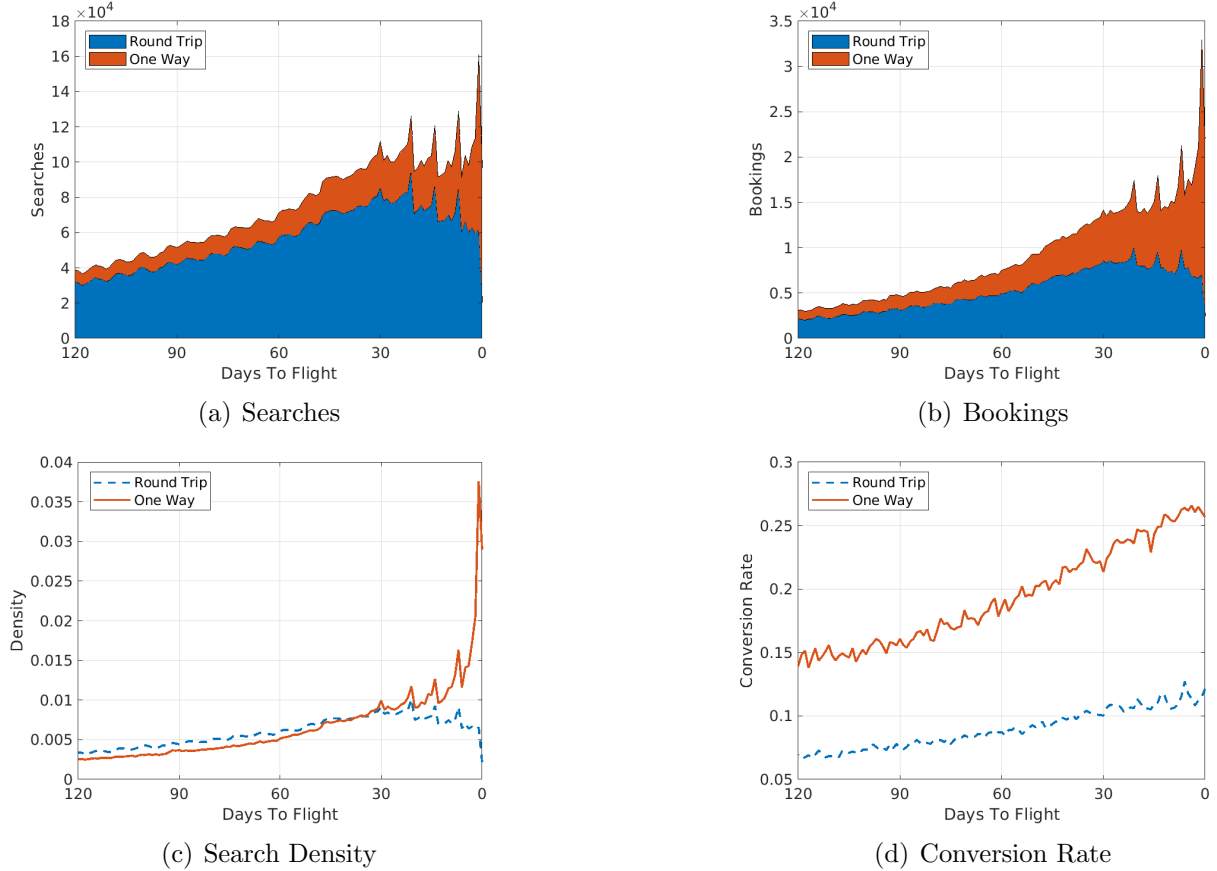 ×10⁴
18
16
14
12
10
8
6
4
2
0
Searches
Round Trip
One Way
120
90
60
30
0
Days To Flight
(a) Searches
×10⁴
3.5
3
2.5
2
1.5
1
0.5
0
Bookings
Round Trip
One Way
120
90
60
30
0
Days To Flight
(b) Bookings
0.04
0.035
0.03
0.025
0.02
0.015
0.01
0.005
0
Density
Round Trip
One Way
120
90
60
30
0
Days To Flight
(c) Search Density
0.3
0.25
0.2
0.15
0.1
0.05
Conversion Rate
Round Trip
One Way
120
90
60
30
0
Days To Flight
(d) Conversion Rate